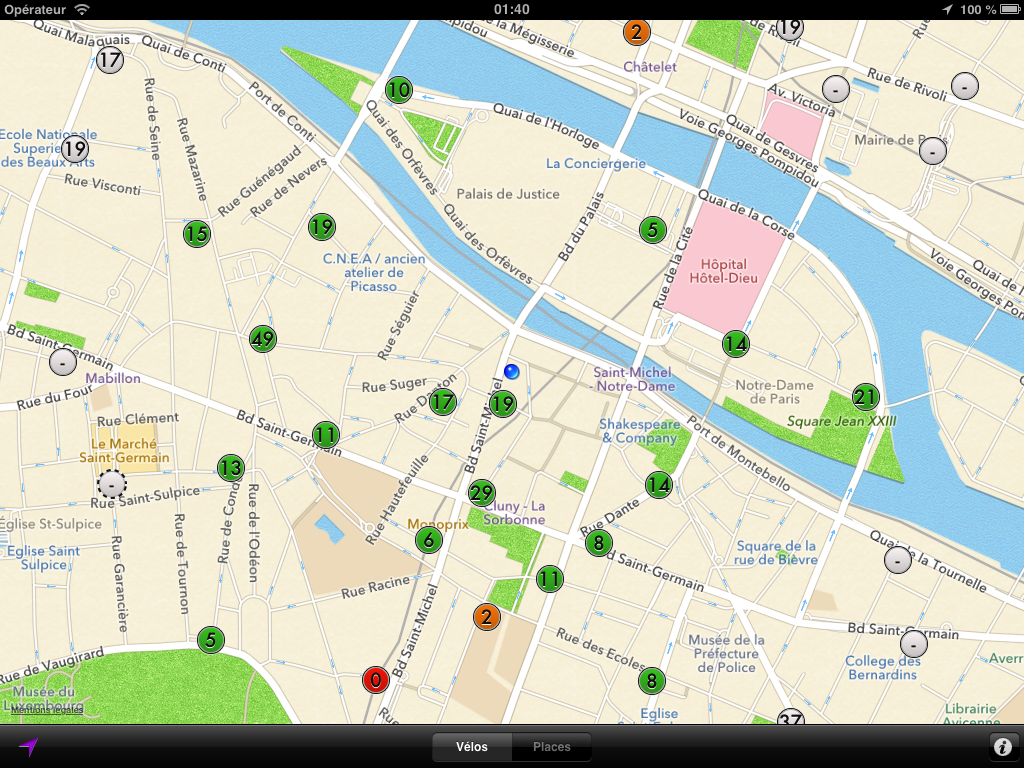 Opérateur
01:40
100 %
Quai Malaquais
Quai de Conti
17
la Mégisserie
2
19
Châtelet
Rue de Rivoli
Av. Victoria
-
-
10
Port de Conti
Quai de l'Horloge
Voie Georges Pompidou
Quai de Gesvres
Mairie de
-
Ecole Nationale
Superie
des Beaux Arts
19
Rue de Seine
Rue Mazarine
Rue Guénégaud
Rue de Nevers
Quai des Orfèvres
La Conciergerie
Palais de Justice
Rue Visconti
Quai de la Corse
15
19
Quai des Orfèvres
Bd du Palais
5
Rue de la Cite
Hôpital
Hôtel-Dieu
Voie Georges Pon
Quai de l
C.N.E.A / ancien
atelier de
Picasso
Rue Séguier
49
14
Bd Saint-Germain
-
Mabillon
Rue du Four
Rue Suger
Rue Danton
17
19
Saint-Michel
- Notre-Dame
Notre-Dame
de Paris
21
Square Jean XXIII
Rue Clément
Le Marché
Saint-Germain
Bd Saint-Germain
11
Bd Saint-Michel
Shakespeare
& Company
Port de Montebello
13
-
Rue Saint-Sulpice
Rue de Cond
Rue de l'Odéon
Rue Hautefeuille
29
Cluny - La
Sorbonne
14
Rue Dante
Eglise St-Sulpice
Eglise Saint
Sulpice
Monoprix
6
8
Bd Saint-Germain
Square de la
rue de Bièvre
Quai de la Tournelle
-
Rue Garancière
Rue de Tournon
Rue Racine
11
2
Bd Saint-Michel
Rue des Ecoles
Musée de la
Préfecture
de Police
Bd Saint-Germain
-
College des
Bernardins
Averr
5
Rue de Vaugirard
Musée du
Luxembourg
Mentions légales
0
8
Eglise
37
Librairie
Avicenne
Vélos
Places